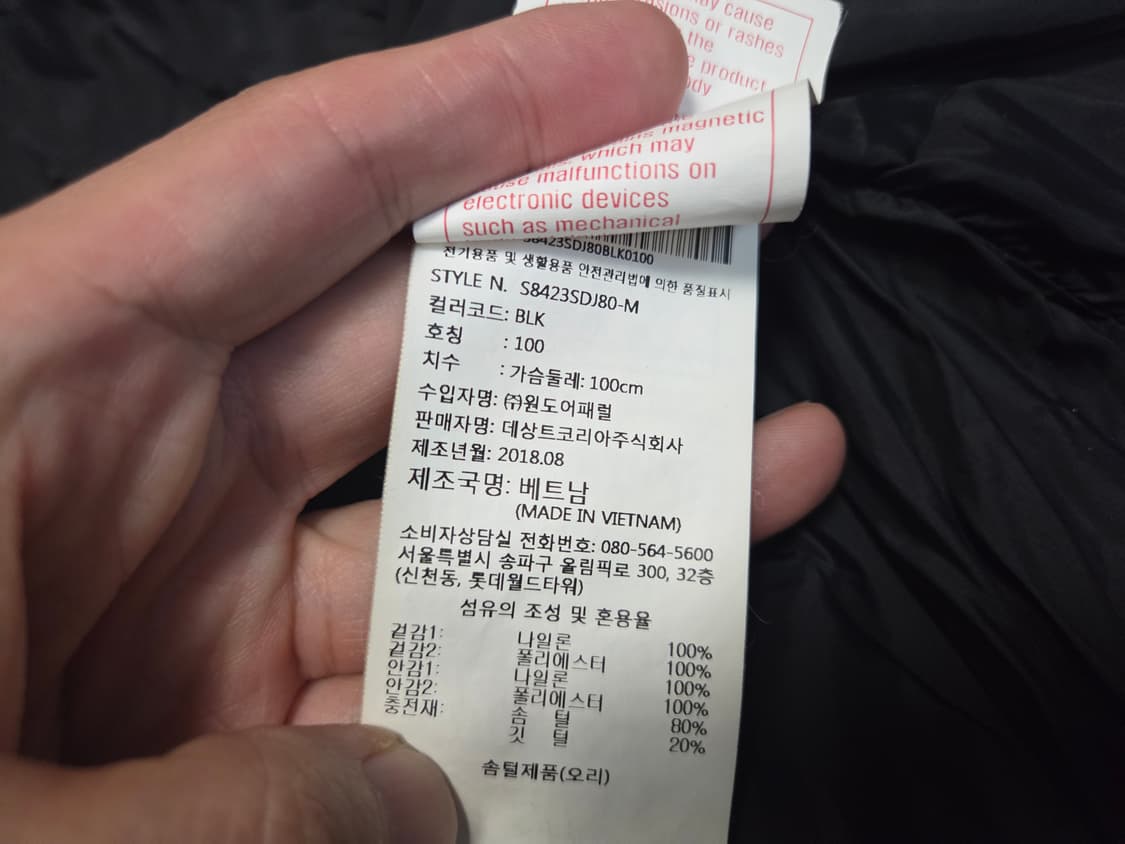 may cause
or rashes
the
product
magnetic
which may
malfunctions on
electronic devices
such as mechanical
S8423SDJ80BLK0100
전기용품 및 생활용품 안전관리법에 의한 품질표시
STYLE N. S8423SDJ80-M
컬러코드: BLK
호칭 : 100
치수 : 가슴둘레: 100cm
수입자명: ㈜원도어패럴
판매자명: 데상트코리아주식회사
제조년월: 2018.08
제조국명: 베트남
(MADE IN VIETNAM)
소비자상담실 전화번호: 080-564-5600
서울특별시 송파구 올림픽로 300, 32층
(신천동, 롯데월드타워)
섬유의 조성 및 혼용율
겉감1: 나일론 100%
겉감2: 폴리에스터 100%
안감1: 나일론 100%
안감2: 폴리에스터 100%
충전재: 솜 털 80%
깃 털 20%
솜털제품(오리)